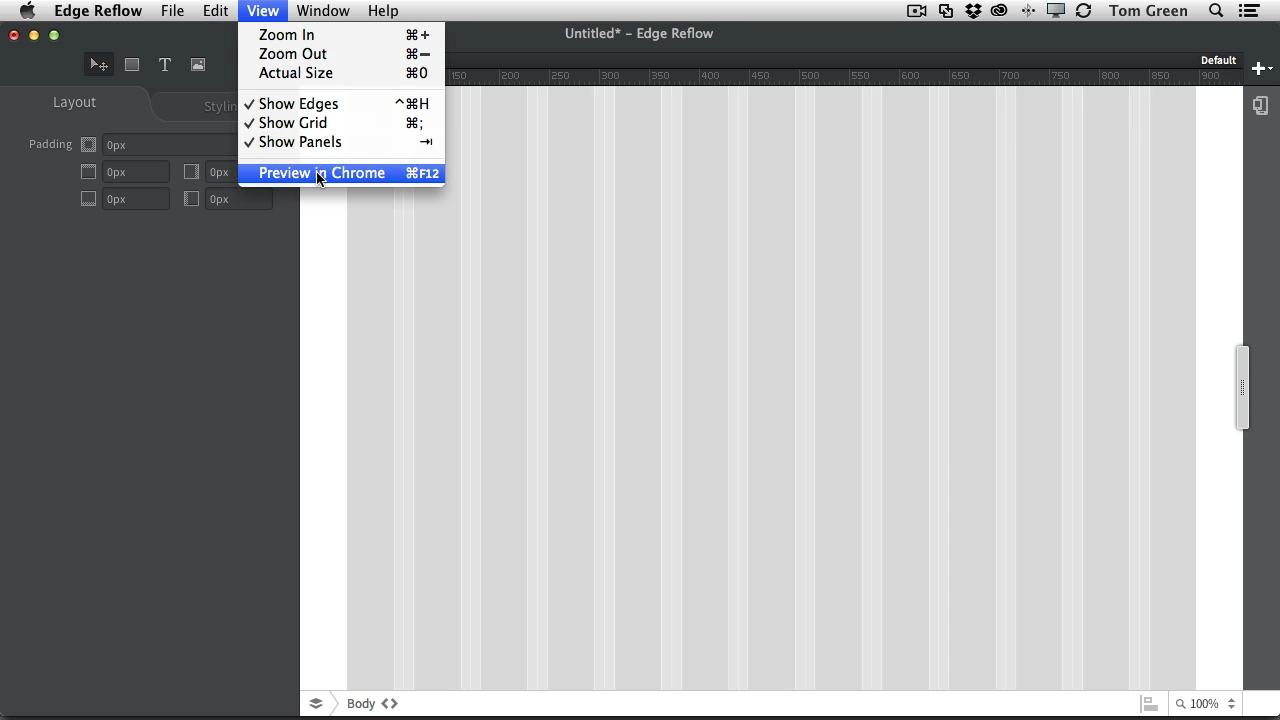 Edge Reflow File Edit View Window Help Tom Green
Untitled* – Edge Reflow
Zoom In ⌘+
Zoom Out ⌘–
Actual Size ⌘0
Show Edges ^⌘H
Show Grid ⌘;
Show Panels ⇥
Preview in Chrome ⌘F12
Default
150 200 250 300 350 400 450 500 550 600 650 700 750 800 850 900
T
Layout Stylin
Padding 0px
0px 0px
0px 0px
Body <>
100%